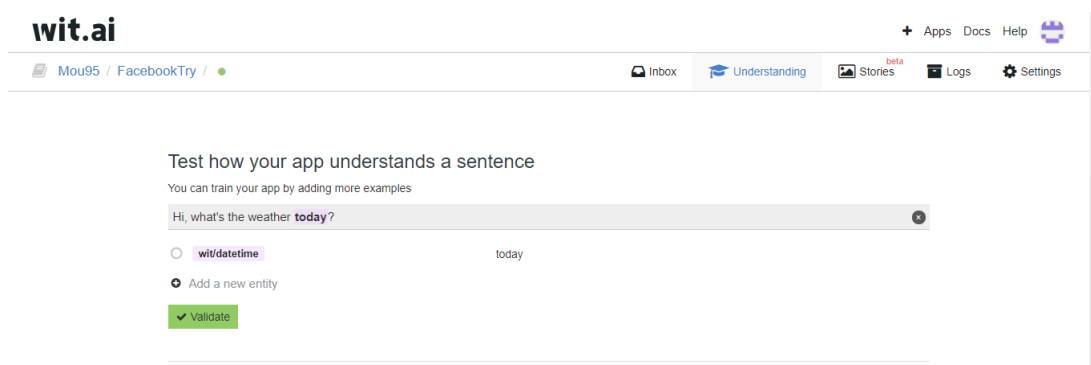 wit.ai
Apps Docs Help
Mou95 / FacebookTry /
Inbox Understanding Stories beta Logs Settings
Test how your app understands a sentence
You can train your app by adding more examples
Hi, what's the weather today?
wit/datetime today
Add a new entity
Validate